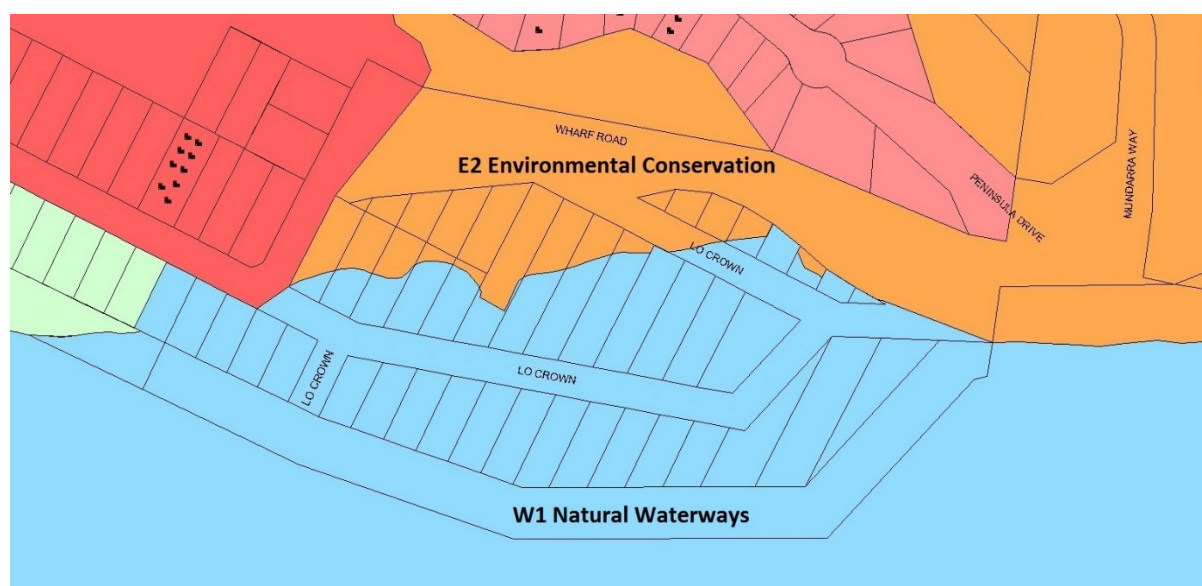 WHARF ROAD
E2 Environmental Conservation
PENINSULA DRIVE
MUNDARRA WAY
LO CROWN
LO CROWN
LO CROWN
W1 Natural Waterways